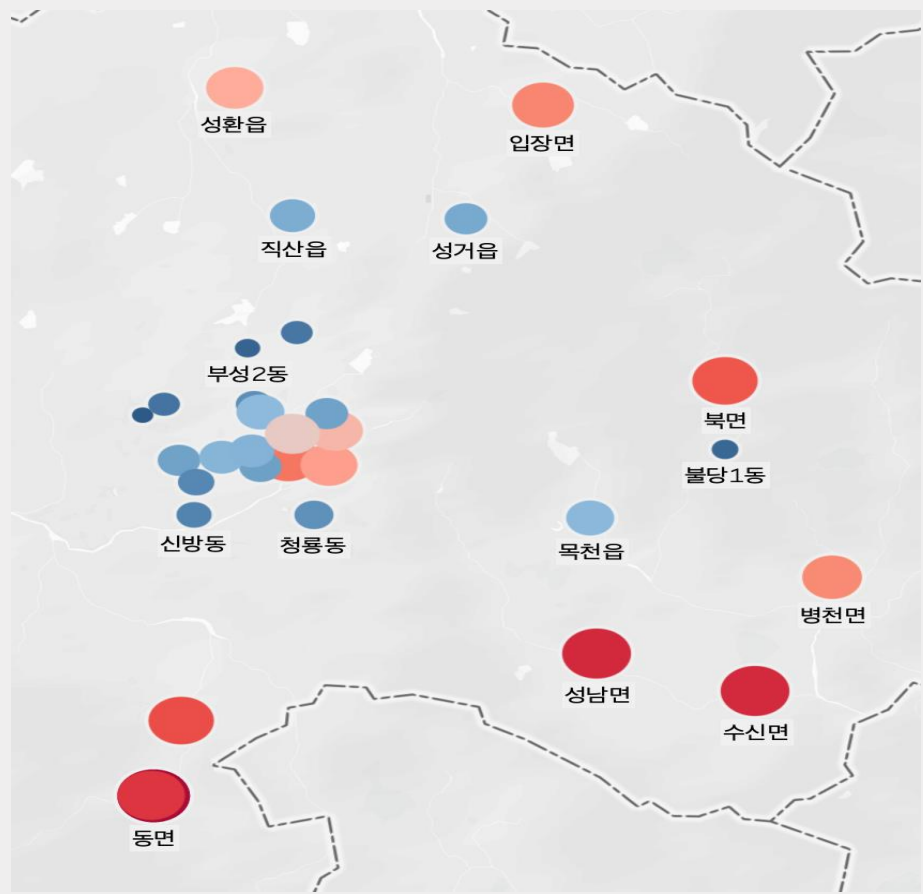 성환읍
입장면
직산읍
성거읍
부성2동
북면
불당1동
신방동
청룡동
목천읍
병천면
성남면
수신면
동면